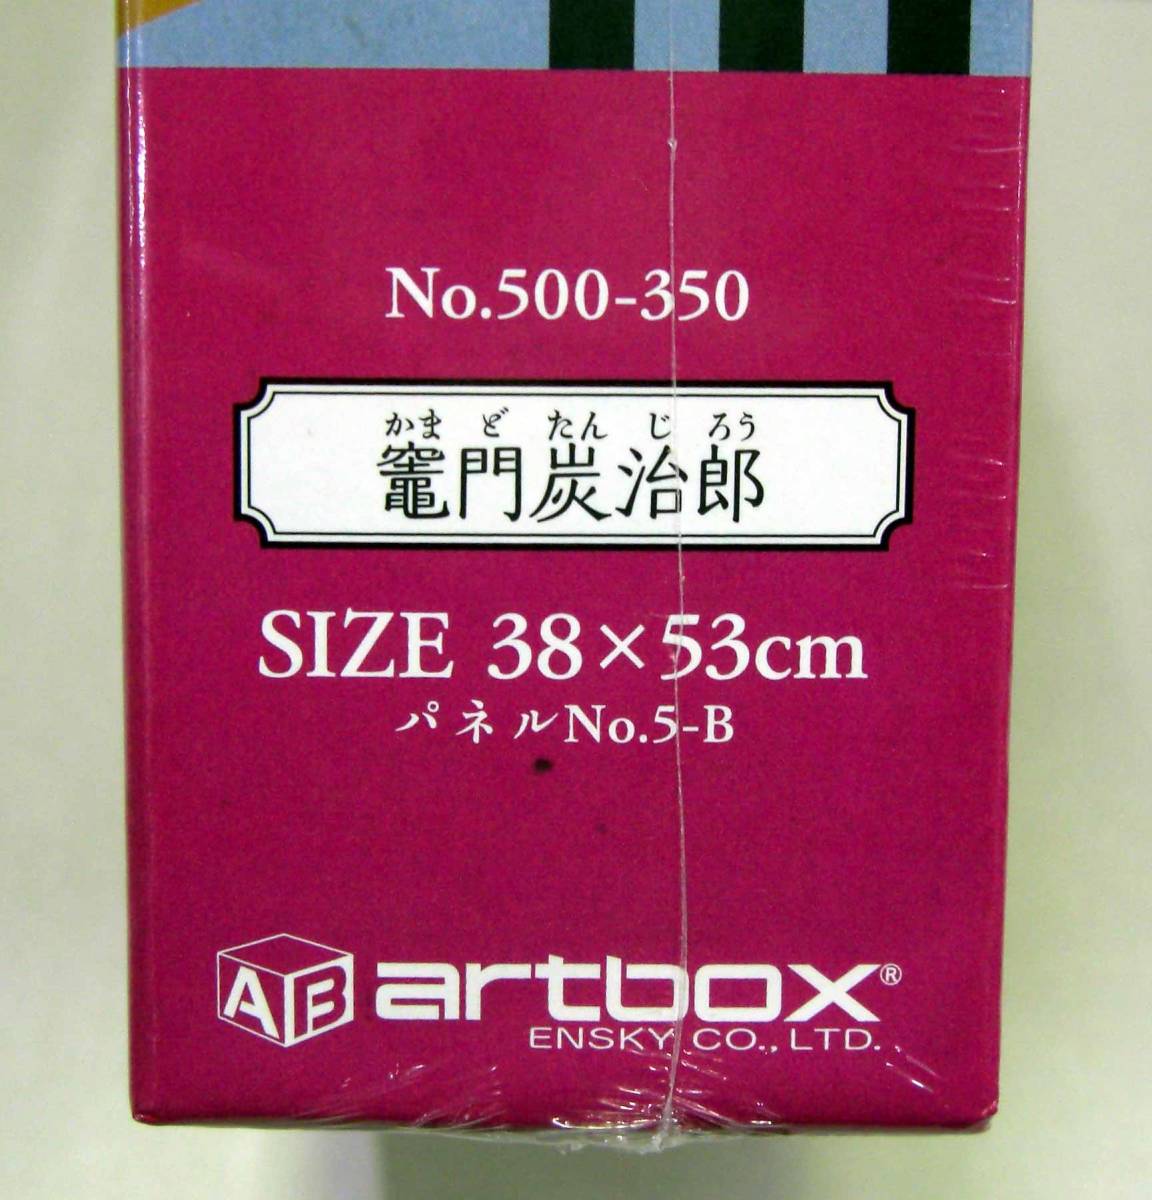 No.500-350
かまどたんじろう
竈門炭治郎
SIZE 38×53cm
パネルNo.5-B
AB artbox®
ENSKY CO., LTD.